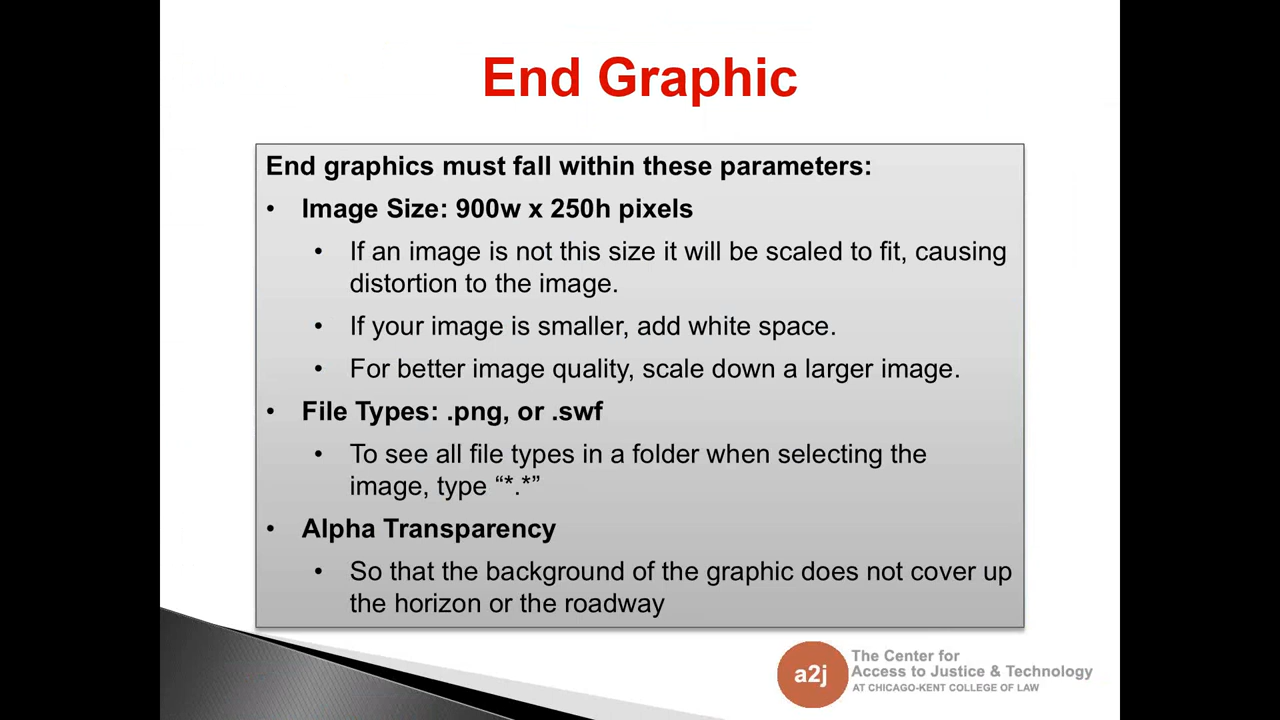 End Graphic
End graphics must fall within these parameters:
• Image Size: 900w x 250h pixels
• If an image is not this size it will be scaled to fit, causing
distortion to the image.
• If your image is smaller, add white space.
• For better image quality, scale down a larger image.
• File Types: .png, or .swf
• To see all file types in a folder when selecting the
image, type “*.*”
• Alpha Transparency
• So that the background of the graphic does not cover up
the horizon or the roadway
a2j
The Center for
Access to Justice & Technology
AT CHICAGO-KENT COLLEGE OF LAW